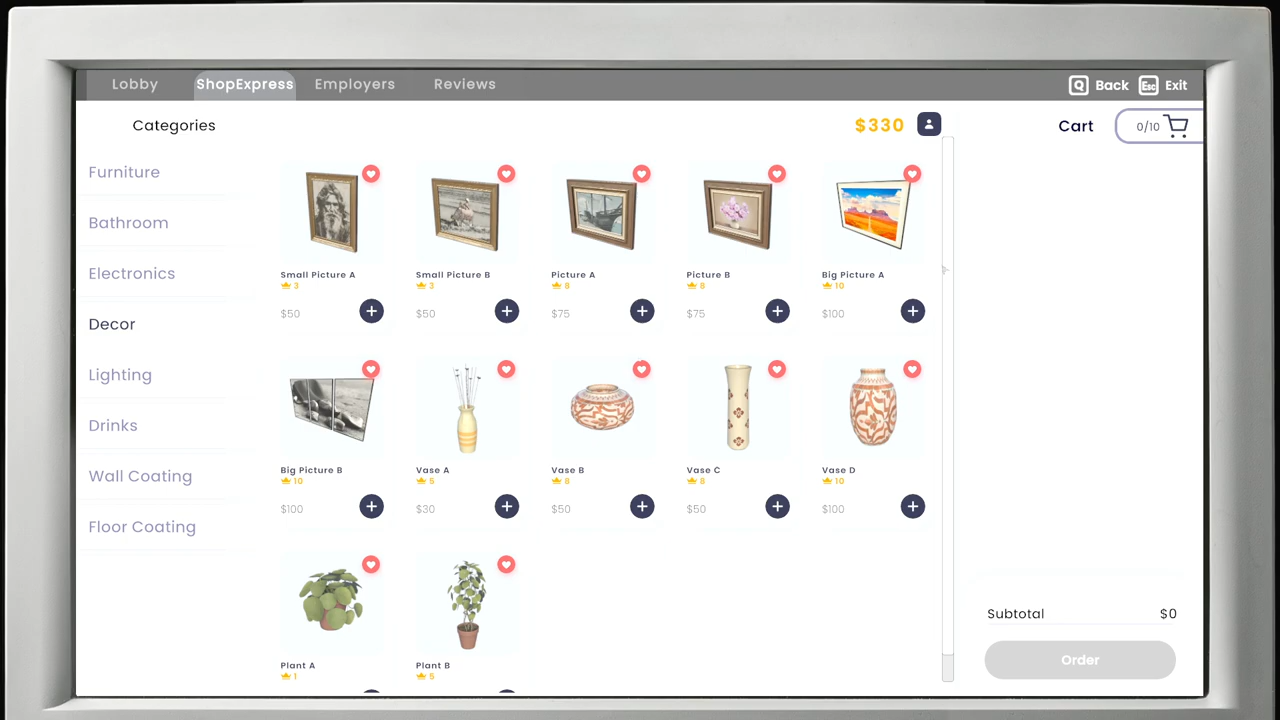 Lobby ShopExpress Employers Reviews Q Back Esc Exit
Categories $330 Cart 0/10
Furniture
Bathroom
Electronics
Decor
Lighting
Drinks
Wall Coating
Floor Coating
Small Picture A Small Picture B Picture A Picture B Big Picture A
3 3 8 8 10
$50 $50 $75 $75 $100
Big Picture B Vase A Vase B Vase C Vase D
10 5 8 8 10
$100 $30 $50 $50 $100
Plant A Plant B
1 5
Subtotal $0
Order